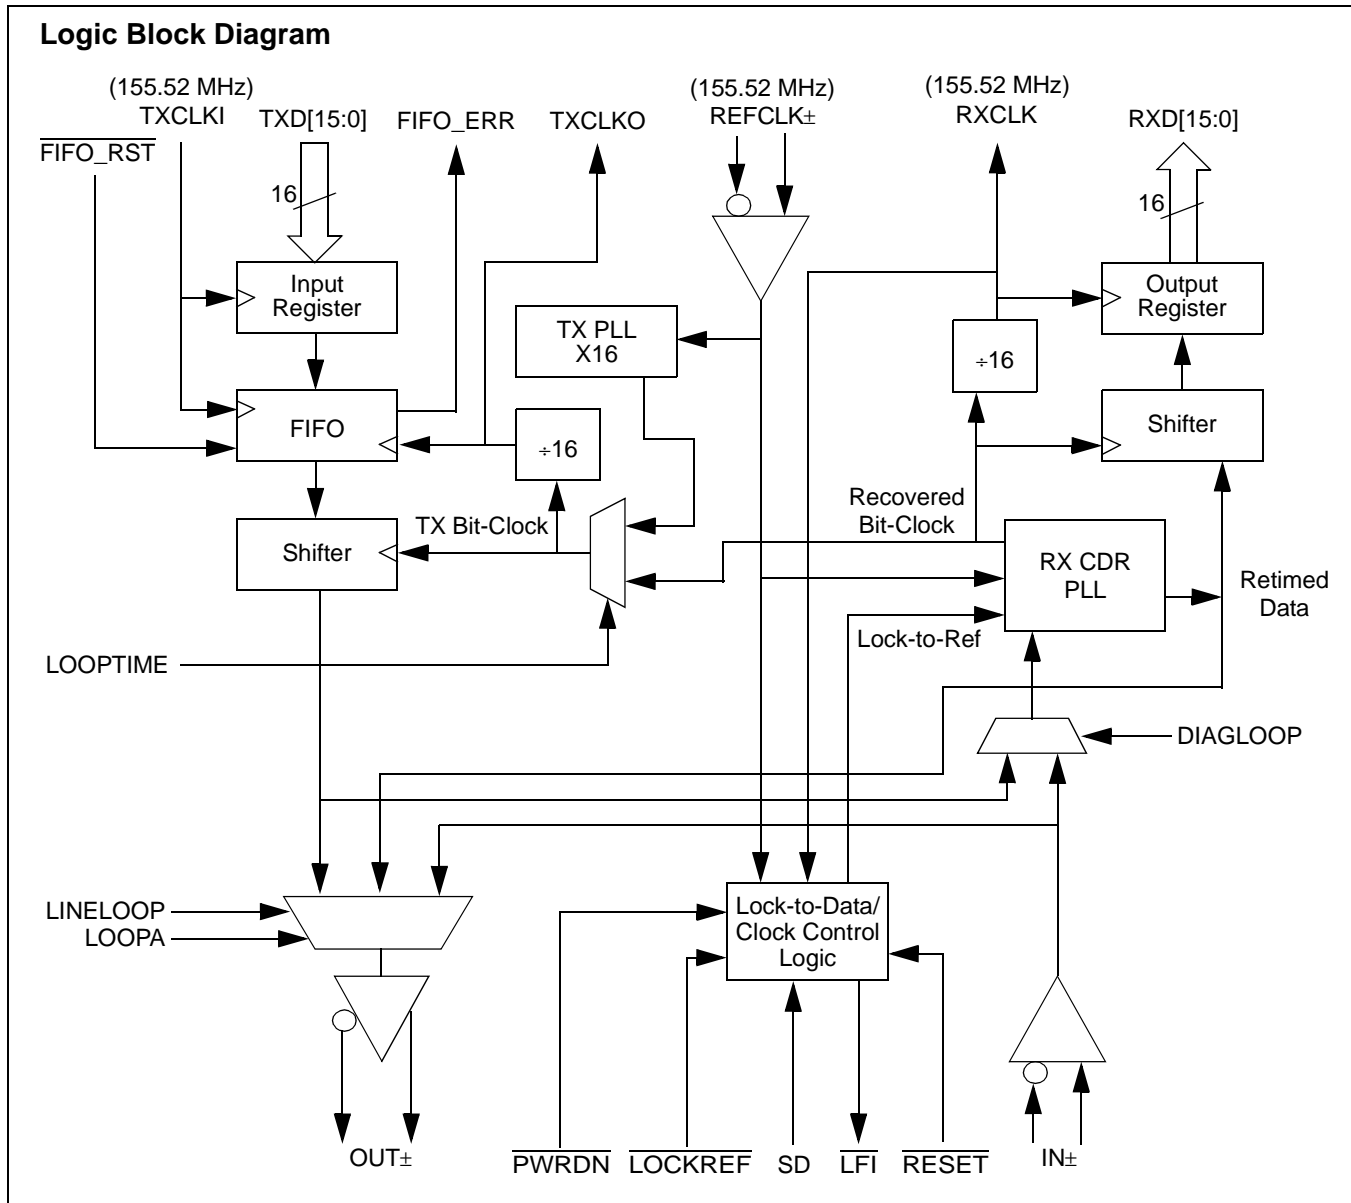 Logic Block Diagram
(155.52 MHz)
TXCLKI
TXD[15:0]
FIFO_ERR
TXCLKO
(155.52 MHz)
REFCLK±
(155.52 MHz)
RXCLK
RXD[15:0]
FIFO_RST
16
16
Input
Register
Output
Register
TX PLL
X16
÷16
FIFO
÷16
Shifter
Shifter
TX Bit-Clock
Recovered
Bit-Clock
RX CDR
PLL
Retimed
Data
Lock-to-Ref
LOOPTIME
DIAGLOOP
LINELOOP
LOOPA
Lock-to-Data/
Clock Control
Logic
OUT±
PWRDN
LOCKREF
SD
LFI
RESET
IN±